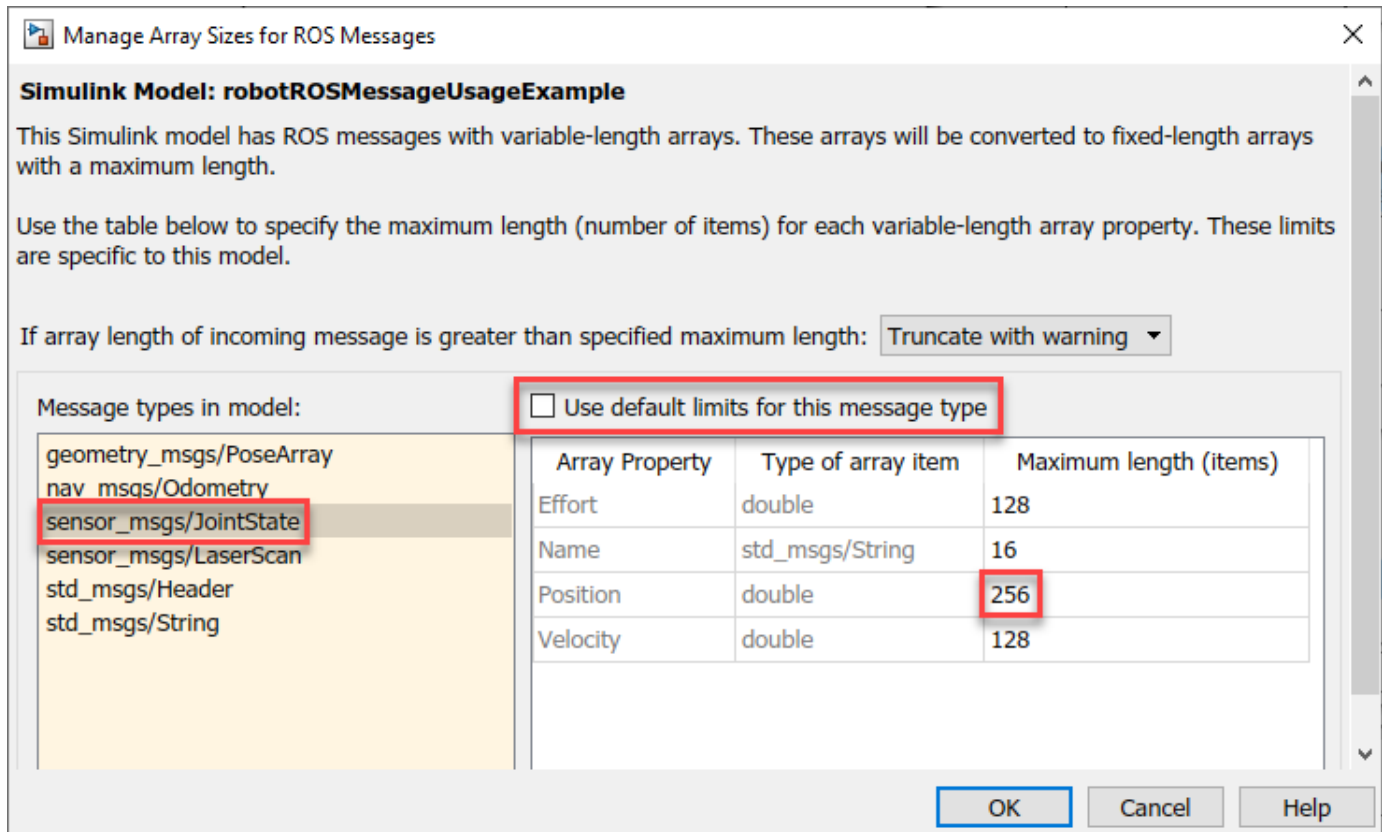 Manage Array Sizes for ROS Messages
Simulink Model: robotROSMessageUsageExample
This Simulink model has ROS messages with variable-length arrays. These arrays will be converted to fixed-length arrays
with a maximum length.
Use the table below to specify the maximum length (number of items) for each variable-length array property. These limits
are specific to this model.
If array length of incoming message is greater than specified maximum length: Truncate with warning
Message types in model:
geometry_msgs/PoseArray
nav_msgs/Odometry
sensor_msgs/JointState
sensor_msgs/LaserScan
std_msgs/Header
std_msgs/String
Use default limits for this message type
Array Property Type of array item Maximum length (items)
Effort double 128
Name std_msgs/String 16
Position double 256
Velocity double 128
OK Cancel Help